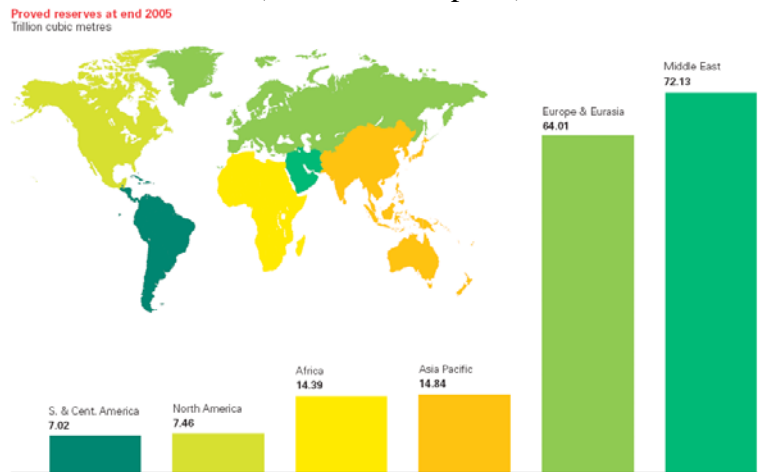 Proved reserves at end 2005
Trillion cubic metres
Middle East
72.13
Europe & Eurasia
64.01
Africa
14.39
Asia Pacific
14.84
S. & Cent. America
7.02
North America
7.46